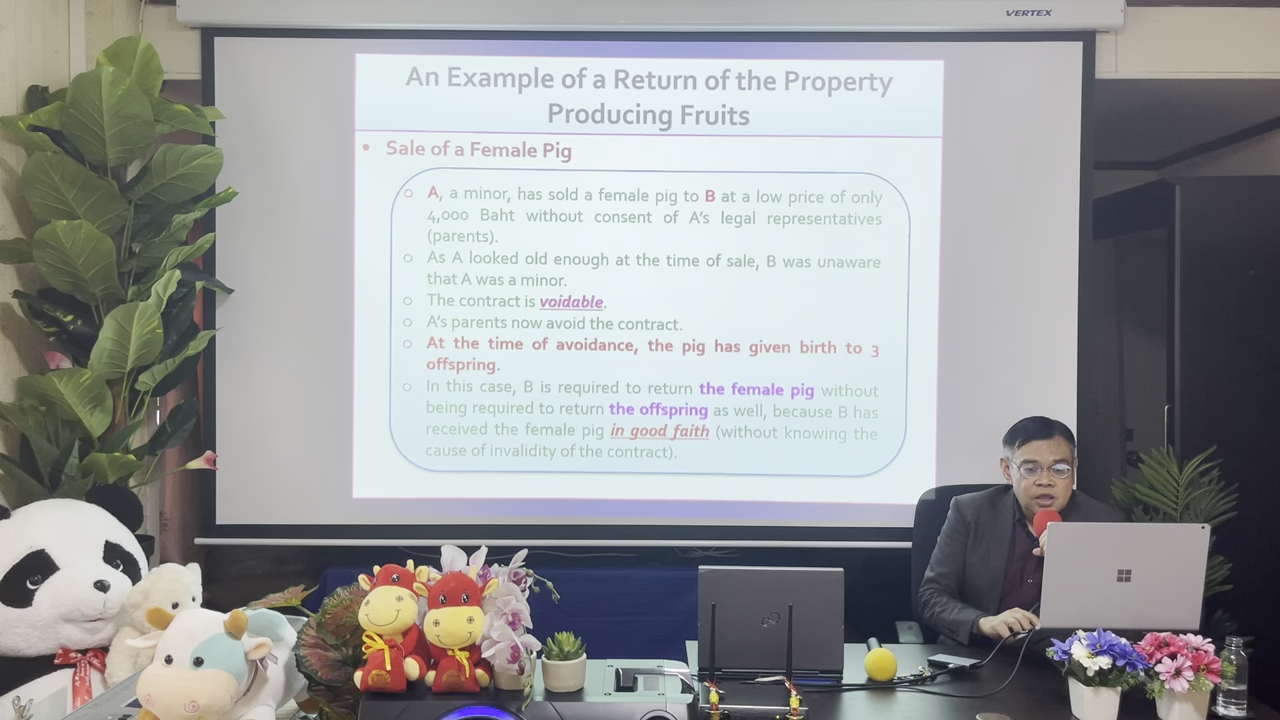 VERTEX
An Example of a Return of the Property
Producing Fruits
• Sale of a Female Pig
○ A, a minor, has sold a female pig to B at a low price of only
4,000 Baht without consent of A's legal representatives
(parents).
○ As A looked old enough at the time of sale, B was unaware
that A was a minor.
○ The contract is voidable.
○ A's parents now avoid the contract.
○ At the time of avoidance, the pig has given birth to 3
offspring.
○ In this case, B is required to return the female pig without
being required to return the offspring as well, because B has
received the female pig in good faith (without knowing the
cause of invalidity of the contract).